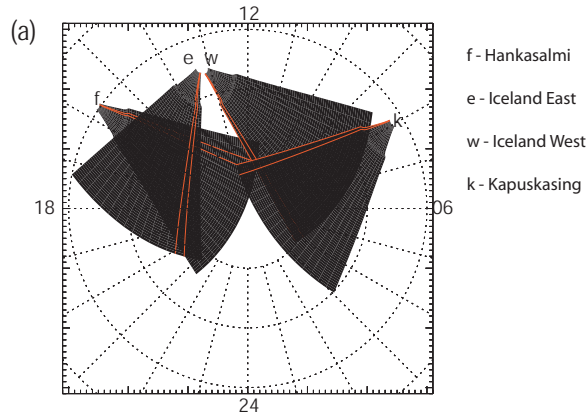 (a)
12
e w
f
k
18
06
24
f - Hankasalmi
e - Iceland East
w - Iceland West
k - Kapuskasing